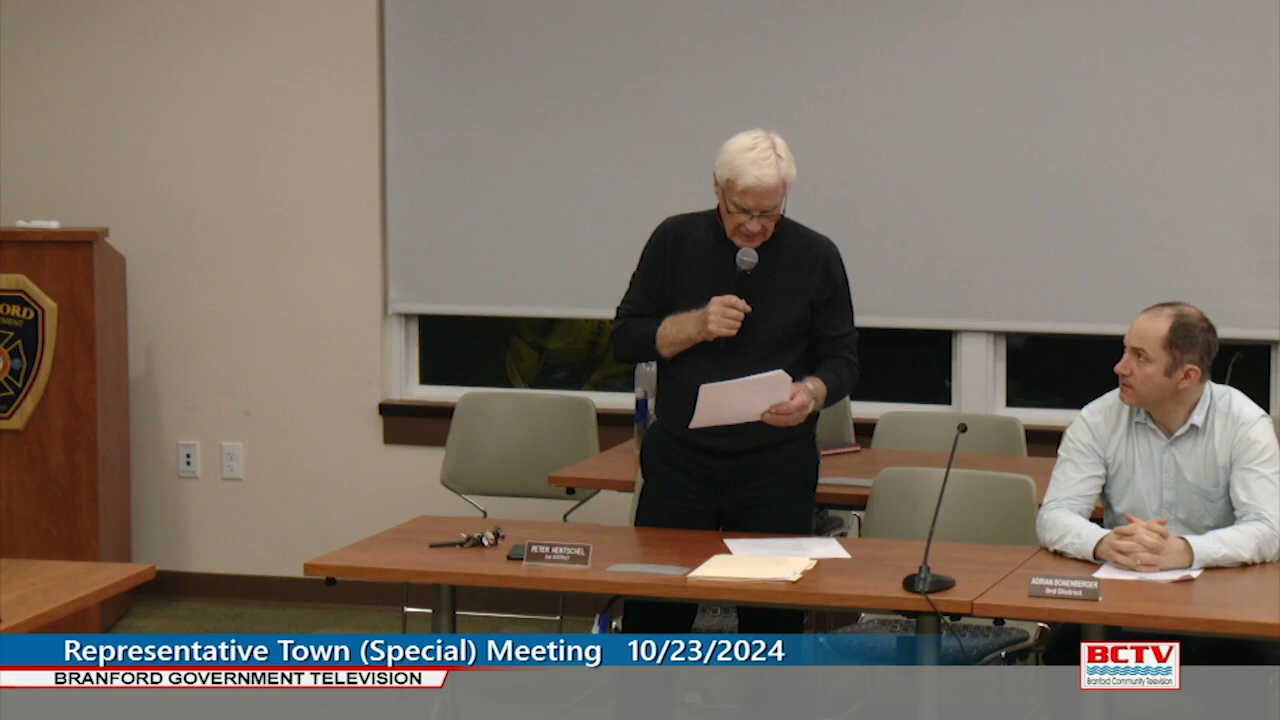 ORD
PETER HENTSCHEL
ADRIAN BONENBERGER
3rd District
Representative Town (Special) Meeting 10/23/2024
BRANFORD GOVERNMENT TELEVISION
BCTV
Branford Community Television